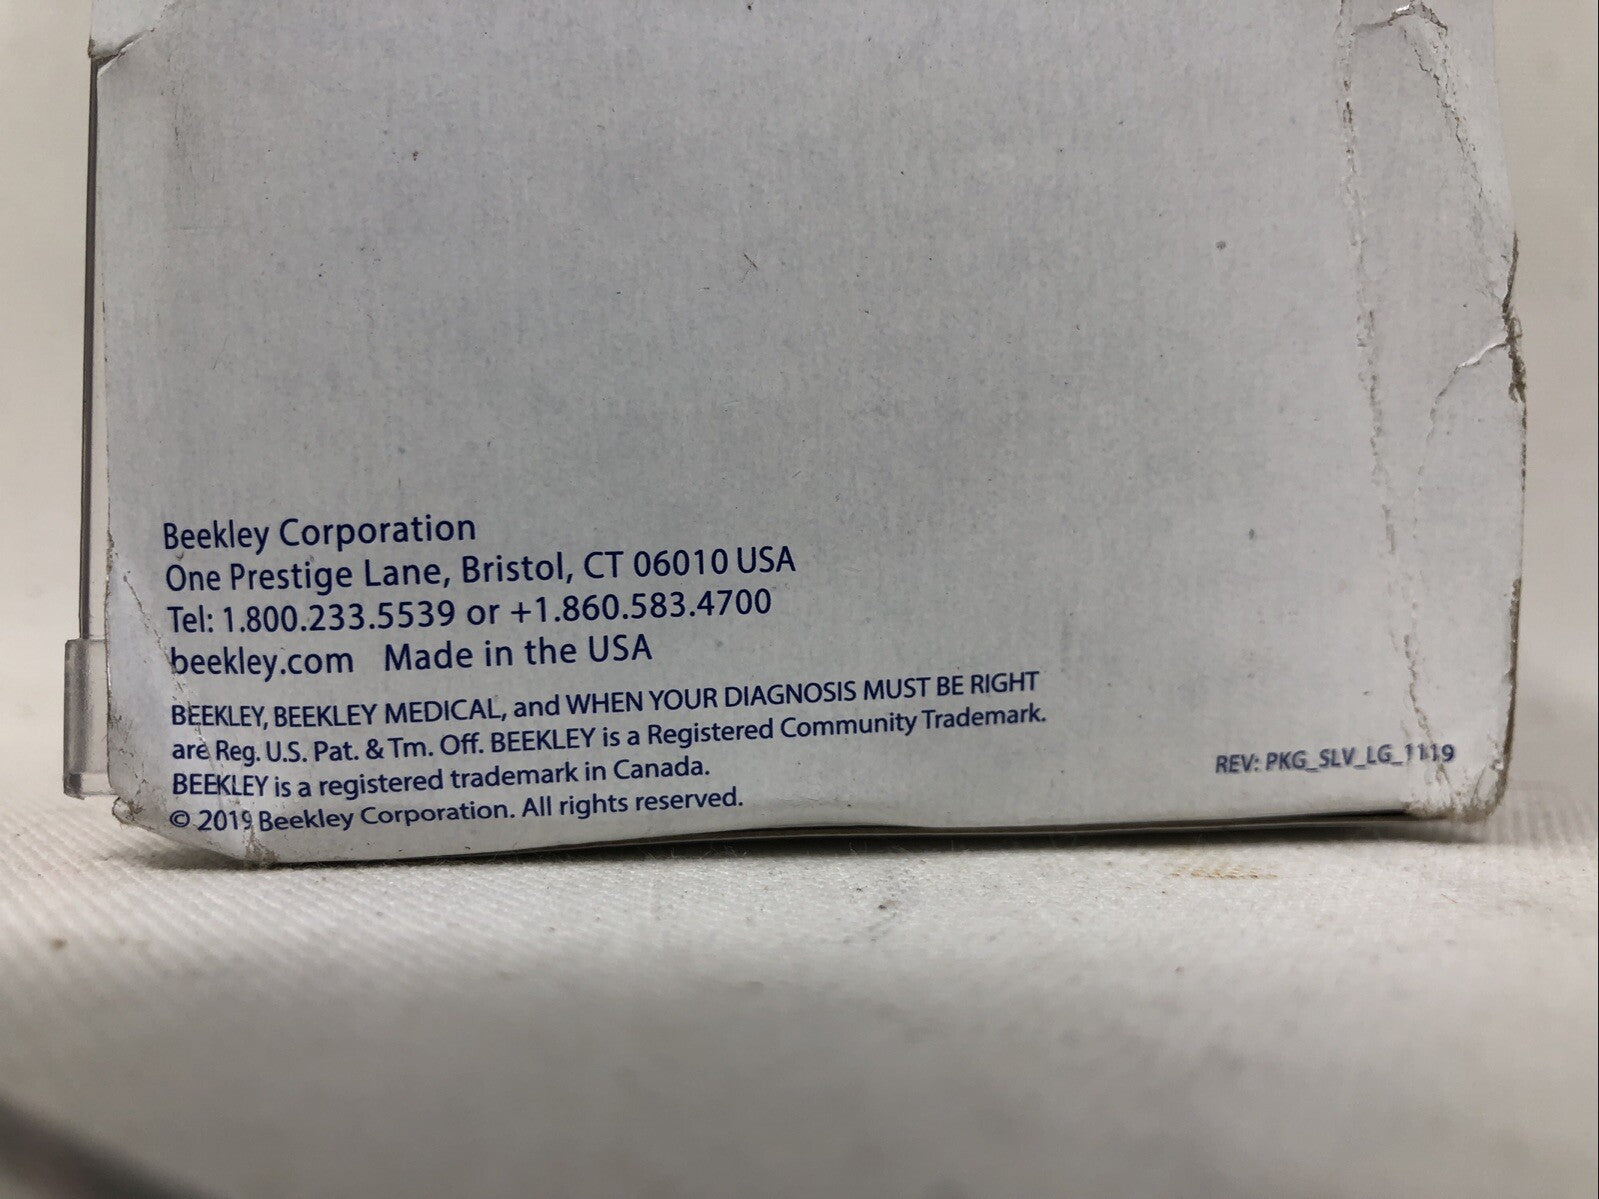 Beekley Corporation
One Prestige Lane, Bristol, CT 06010 USA
Tel: 1.800.233.5539 or +1.860.583.4700
beekley.com Made in the USA
BEEKLEY, BEEKLEY MEDICAL, and WHEN YOUR DIAGNOSIS MUST BE RIGHT
are Reg. U.S. Pat. & Tm. Off. BEEKLEY is a Registered Community Trademark.
BEEKLEY is a registered trademark in Canada.
© 2019 Beekley Corporation. All rights reserved.
REV: PKG_SLV_LG_1119